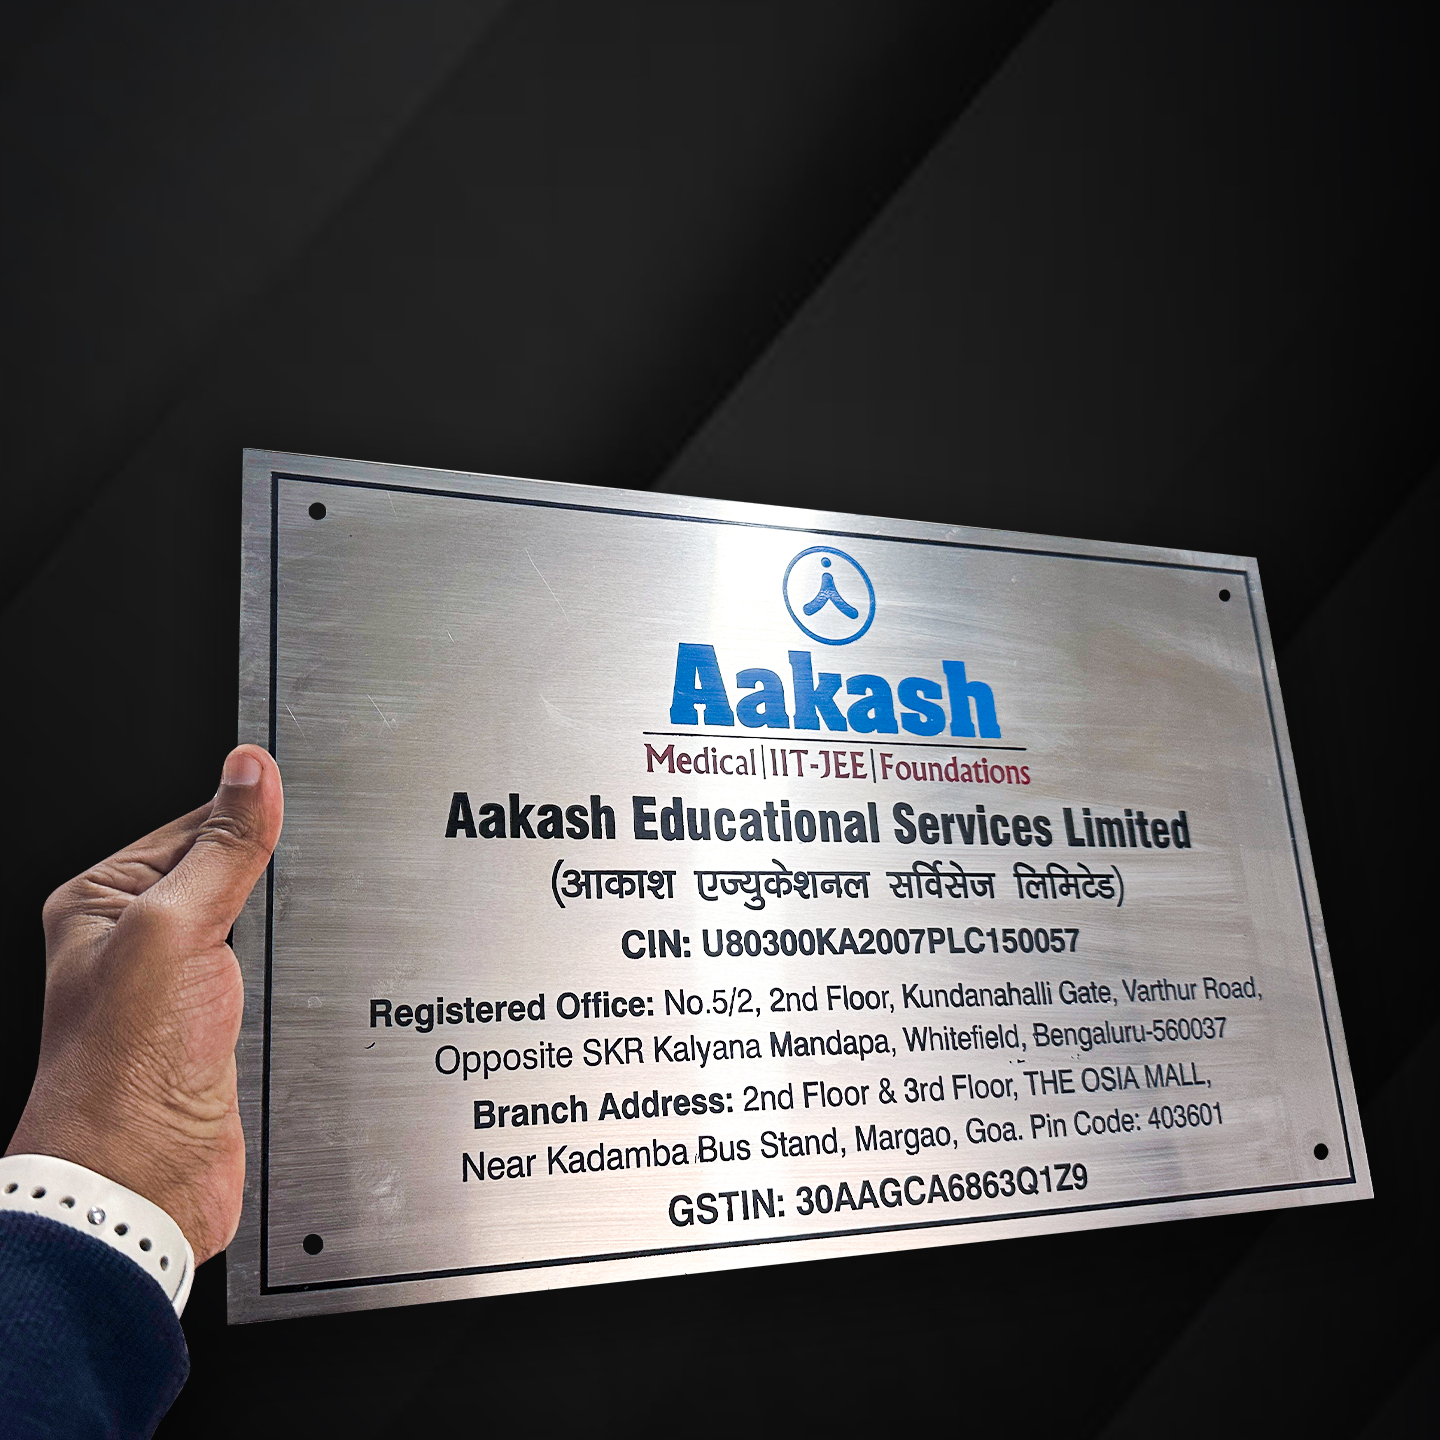 Aakash
Medical|IIT-JEE|Foundations
Aakash Educational Services Limited
(आकाश एज्युकेशनल सर्विसेज लिमिटेड)
CIN: U80300KA2007PLC150057
Registered Office: No.5/2, 2nd Floor, Kundanahalli Gate, Varthur Road,
Opposite SKR Kalyana Mandapa, Whitefield, Bengaluru-560037
Branch Address: 2nd Floor & 3rd Floor, THE OSIA MALL,
Near Kadamba Bus Stand, Margao, Goa. Pin Code: 403601
GSTIN: 30AAGCA6863Q1Z9